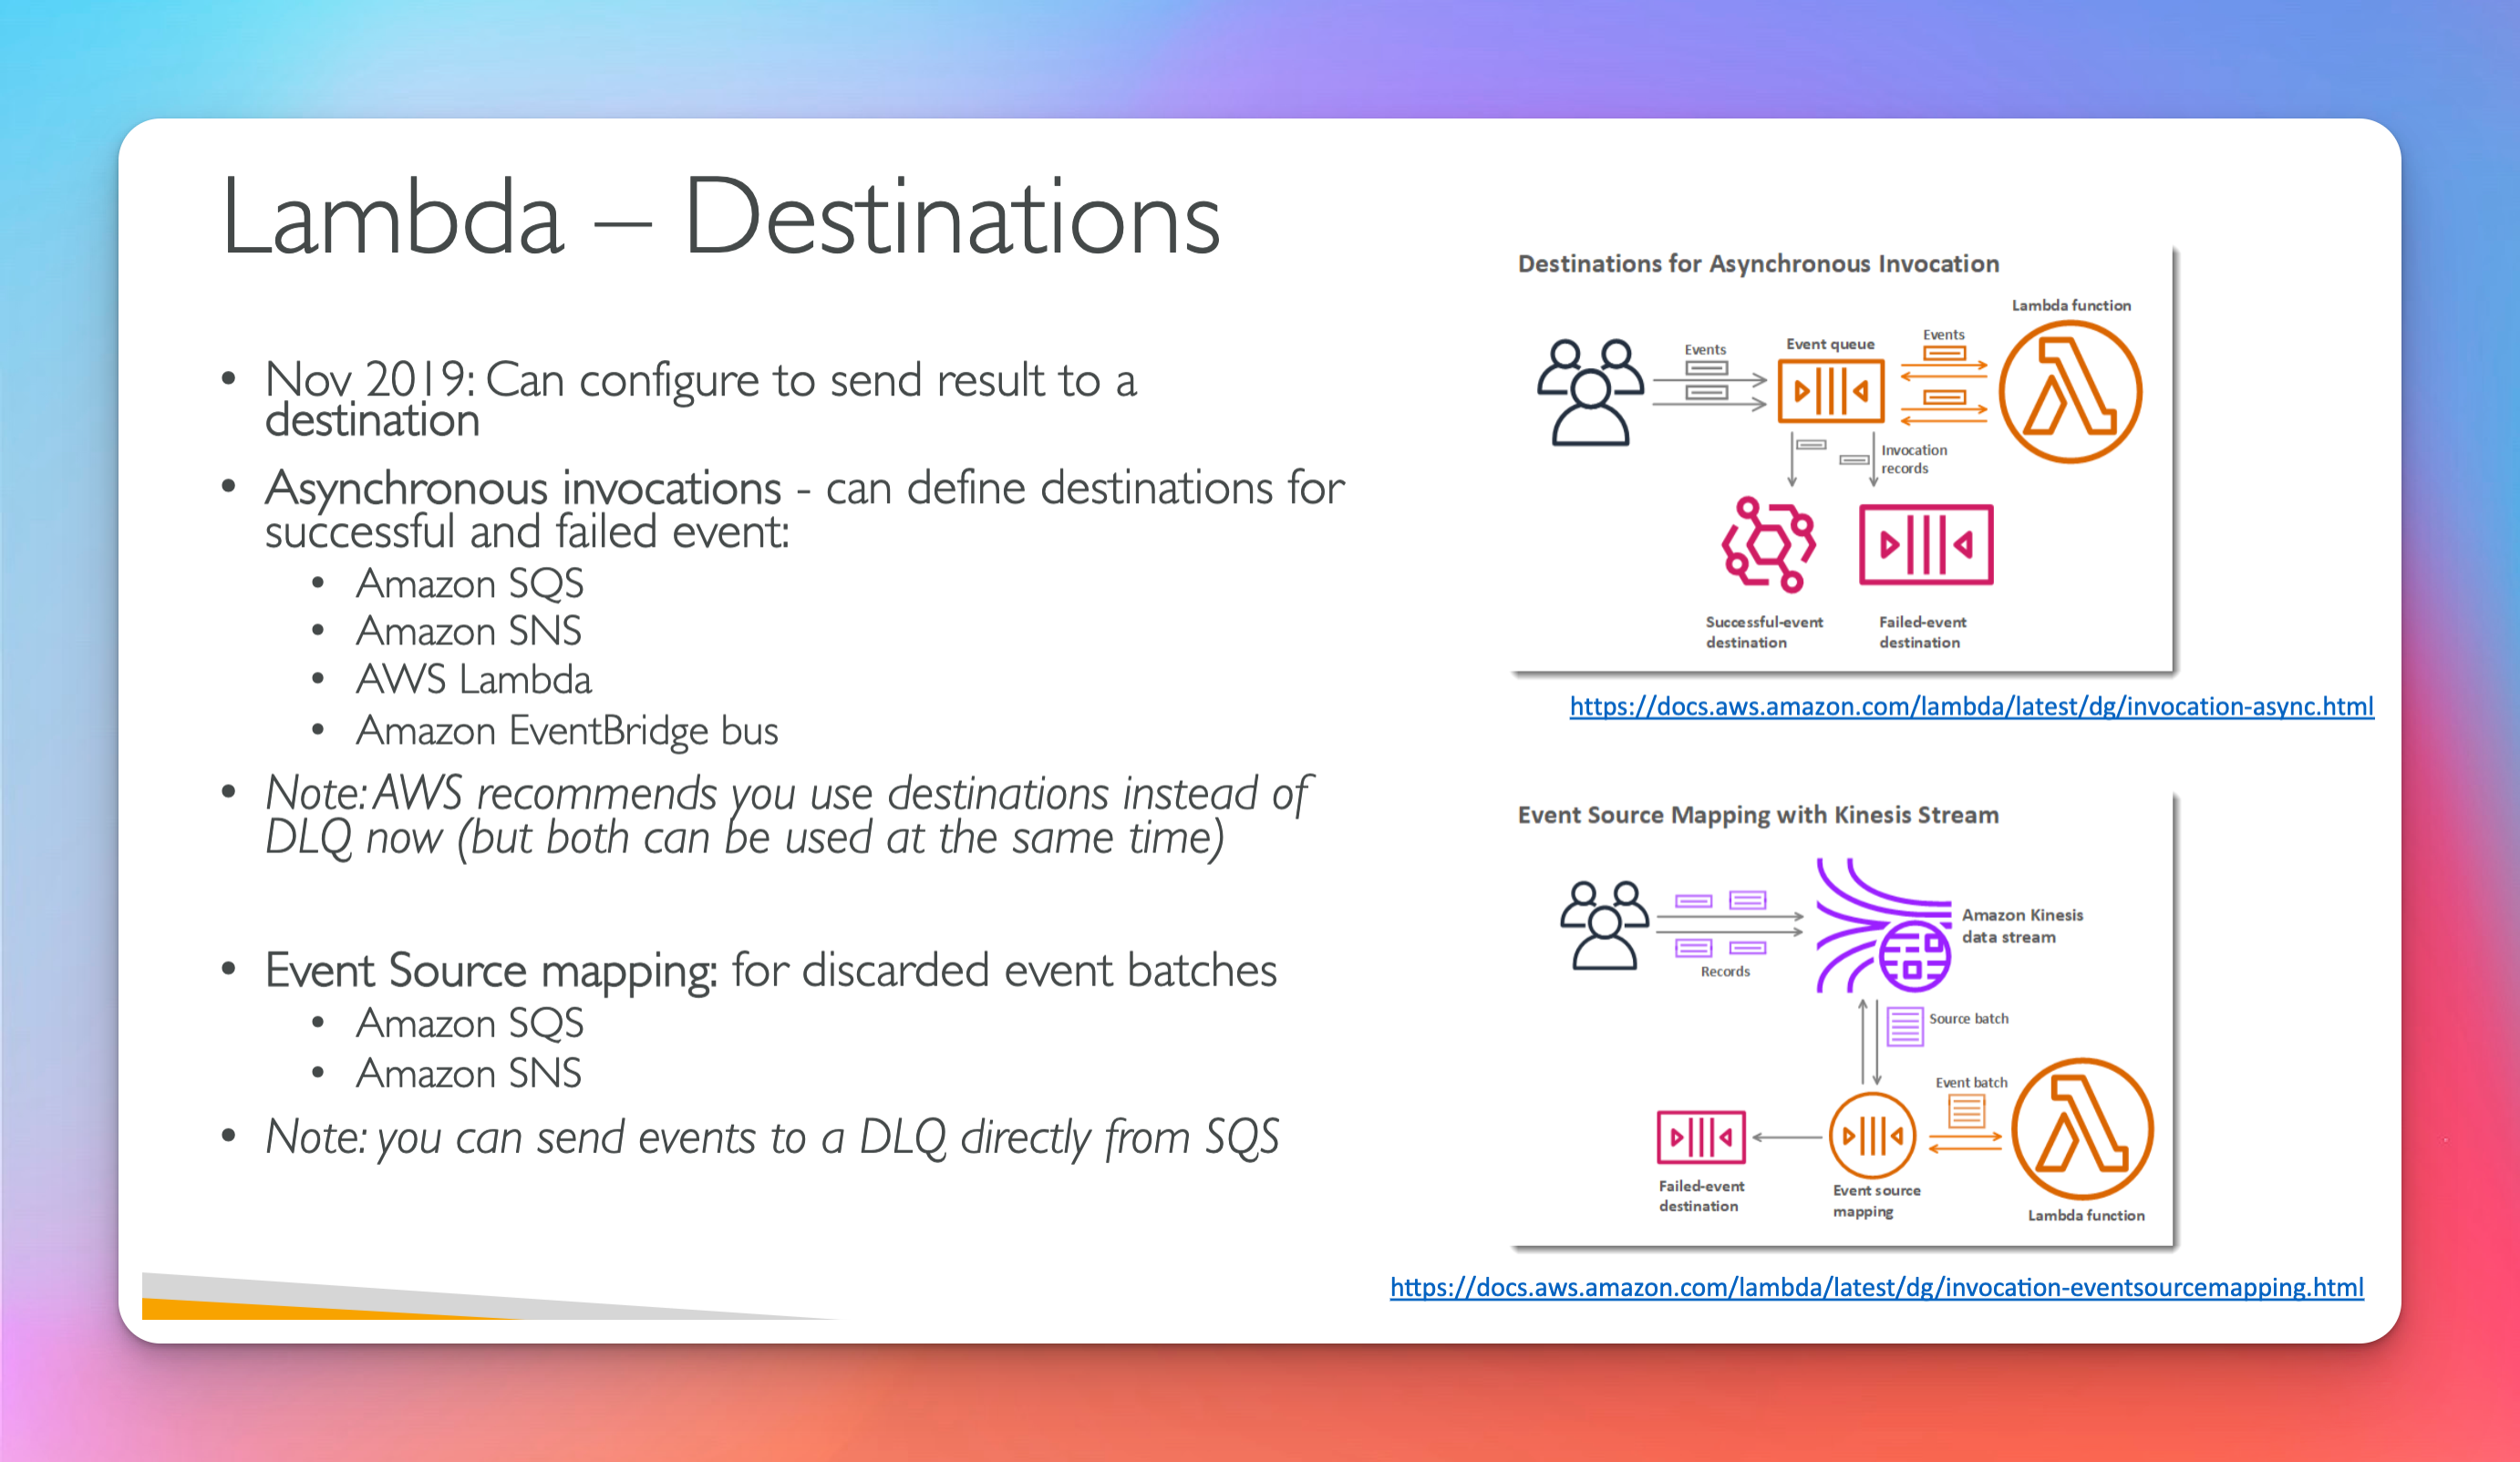 Lambda – Destinations
• Nov 2019: Can configure to send result to a
destination
• Asynchronous invocations - can define destinations for
successful and failed event:
• Amazon SQS
• Amazon SNS
• AWS Lambda
• Amazon EventBridge bus
• Note: AWS recommends you use destinations instead of
DLQ now (but both can be used at the same time)
• Event Source mapping: for discarded event batches
• Amazon SQS
• Amazon SNS
• Note: you can send events to a DLQ directly from SQS
Destinations for Asynchronous Invocation
Lambda function
Events
Event queue
Events
Invocation
records
Successful-event
destination
Failed-event
destination
https://docs.aws.amazon.com/lambda/latest/dg/invocation-async.html
Event Source Mapping with Kinesis Stream
Amazon Kinesis
data stream
Records
Source batch
Event batch
Failed-event
destination
Event source
mapping
Lambda function
https://docs.aws.amazon.com/lambda/latest/dg/invocation-eventsourcemapping.html